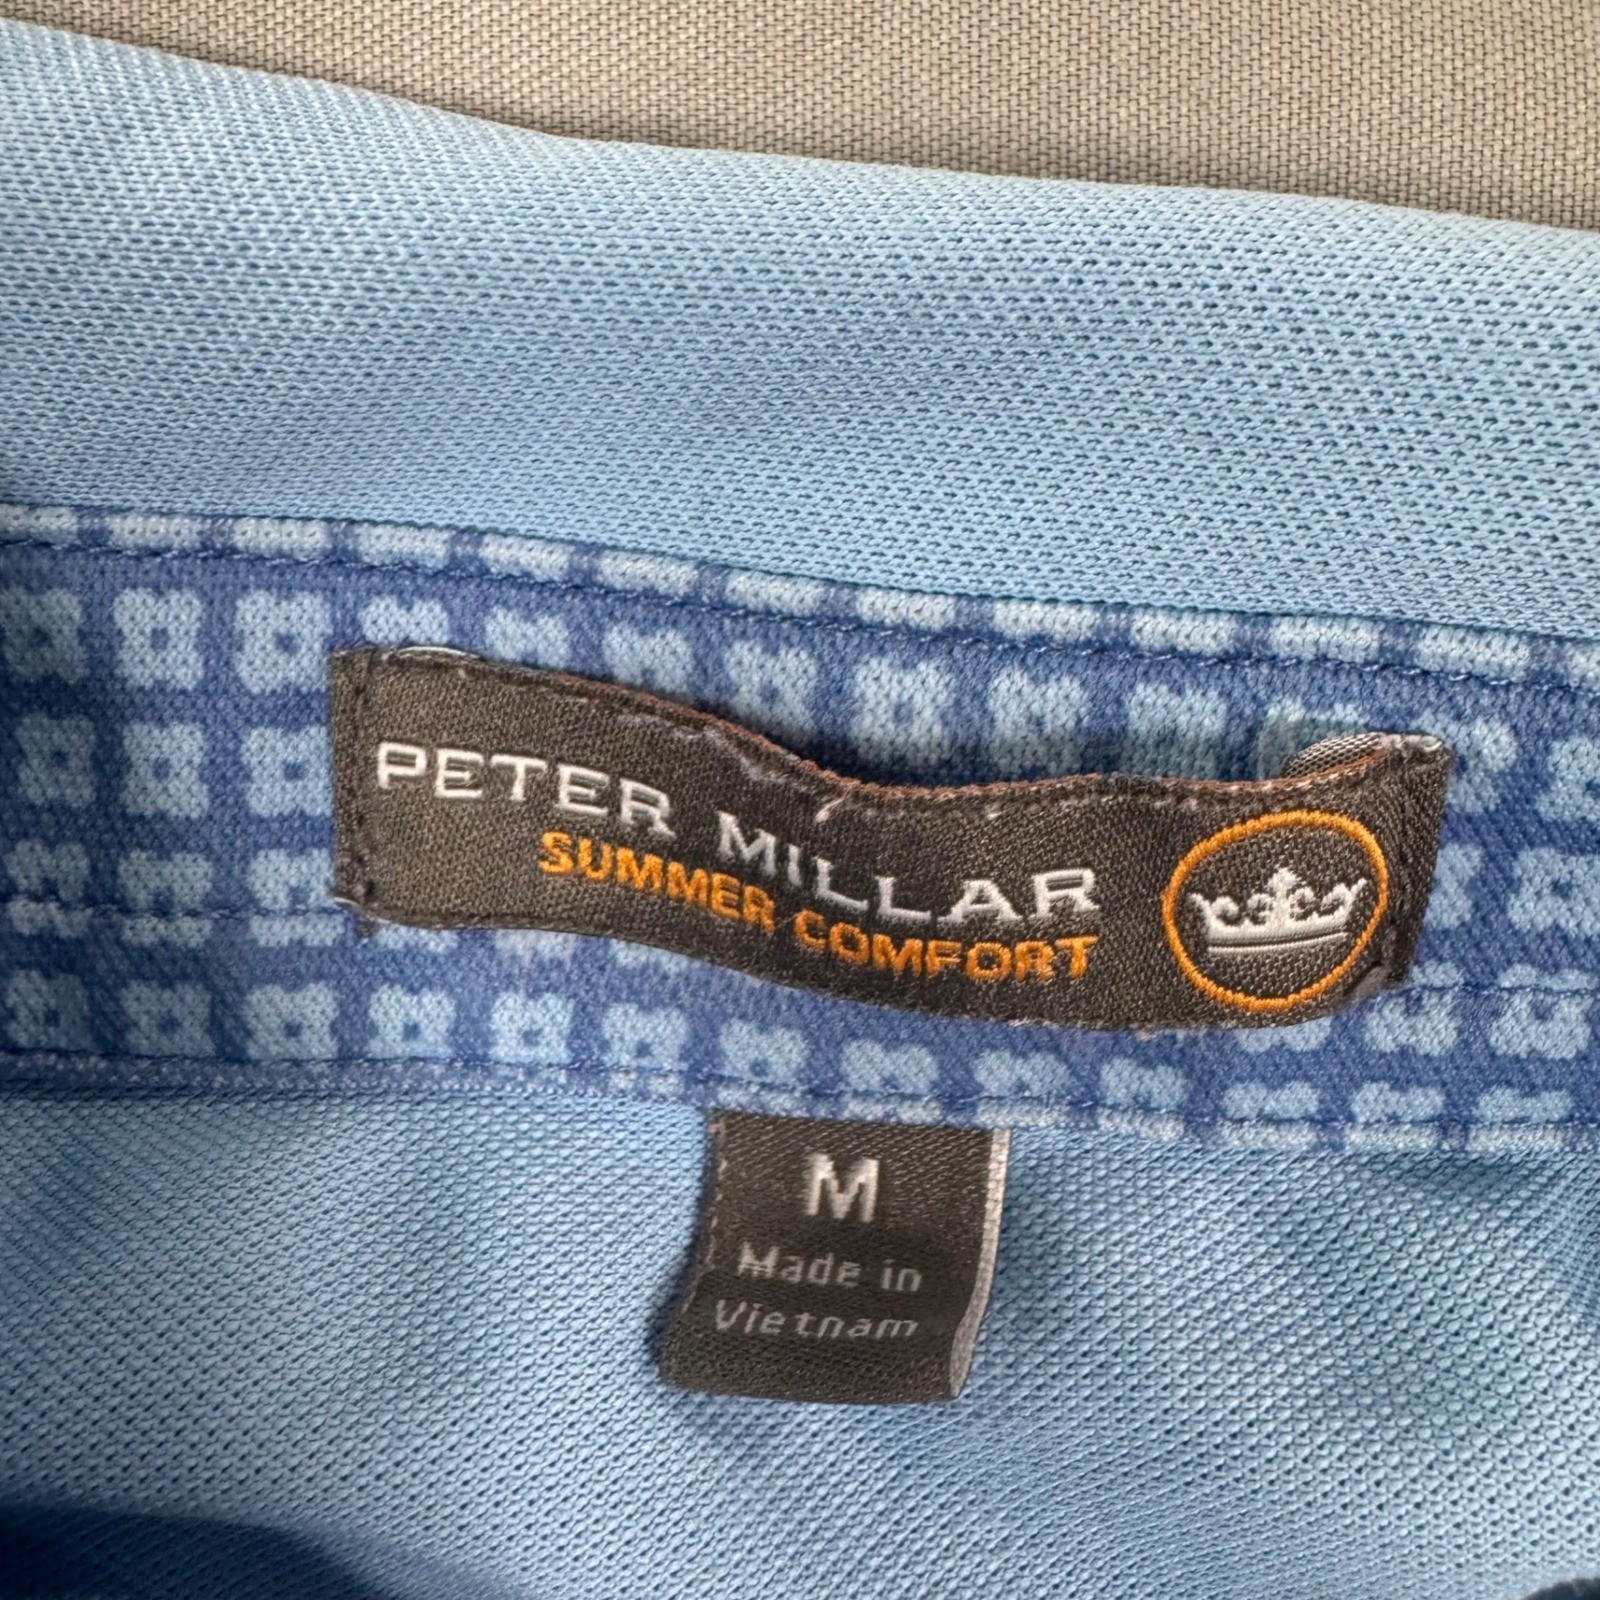 PETER MILLAR
SUMMER COMFORT
M
Made in
Vietnam